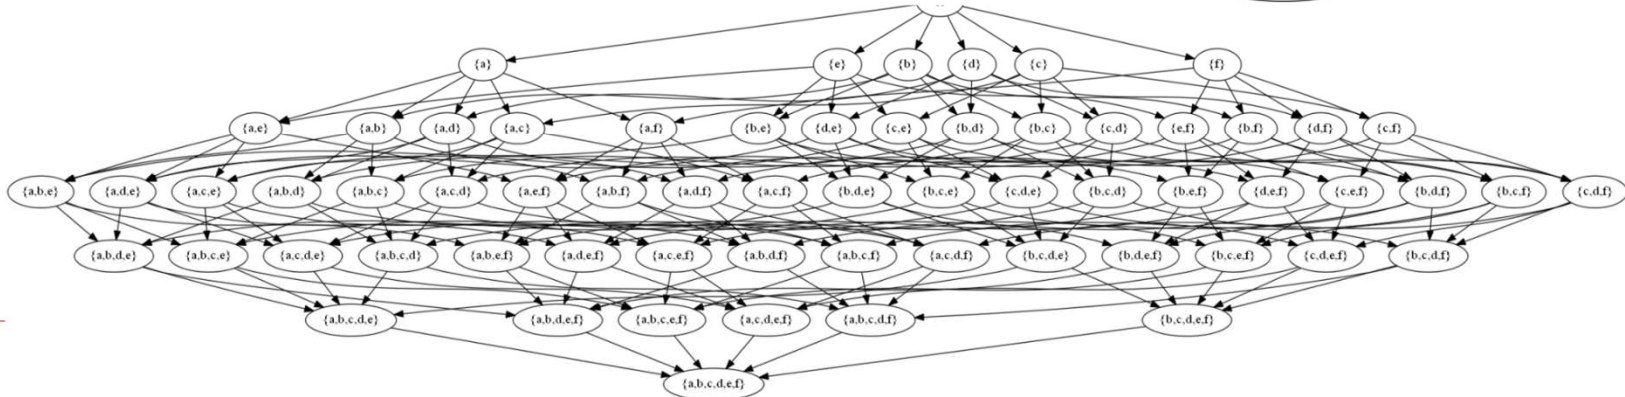 {a} {e} {b} {d} {c} {f}
{a,e} {a,b} {a,d} {a,c} {a,f} {b,e} {d,e} {c,e} {b,d} {b,c} {c,d} {e,f} {b,f} {d,f} {c,f}
{a,b,e} {a,d,e} {a,c,e} {a,b,d} {a,b,c} {a,c,d} {a,e,f} {a,b,f} {a,d,f} {a,c,f} {b,d,e} {b,c,e} {c,d,e} {b,c,d} {b,e,f} {d,e,f} {c,e,f} {b,d,f} {b,c,f} {c,d,f}
{a,b,d,e} {a,b,c,e} {a,c,d,e} {a,b,c,d} {a,b,e,f} {a,d,e,f} {a,c,e,f} {a,b,d,f} {a,b,c,f} {a,c,d,f} {b,c,d,e} {b,d,e,f} {b,c,e,f} {c,d,e,f} {b,c,d,f}
{a,b,c,d,e} {a,b,d,e,f} {a,b,c,e,f} {a,c,d,e,f} {a,b,c,d,f} {b,c,d,e,f}
{a,b,c,d,e,f}